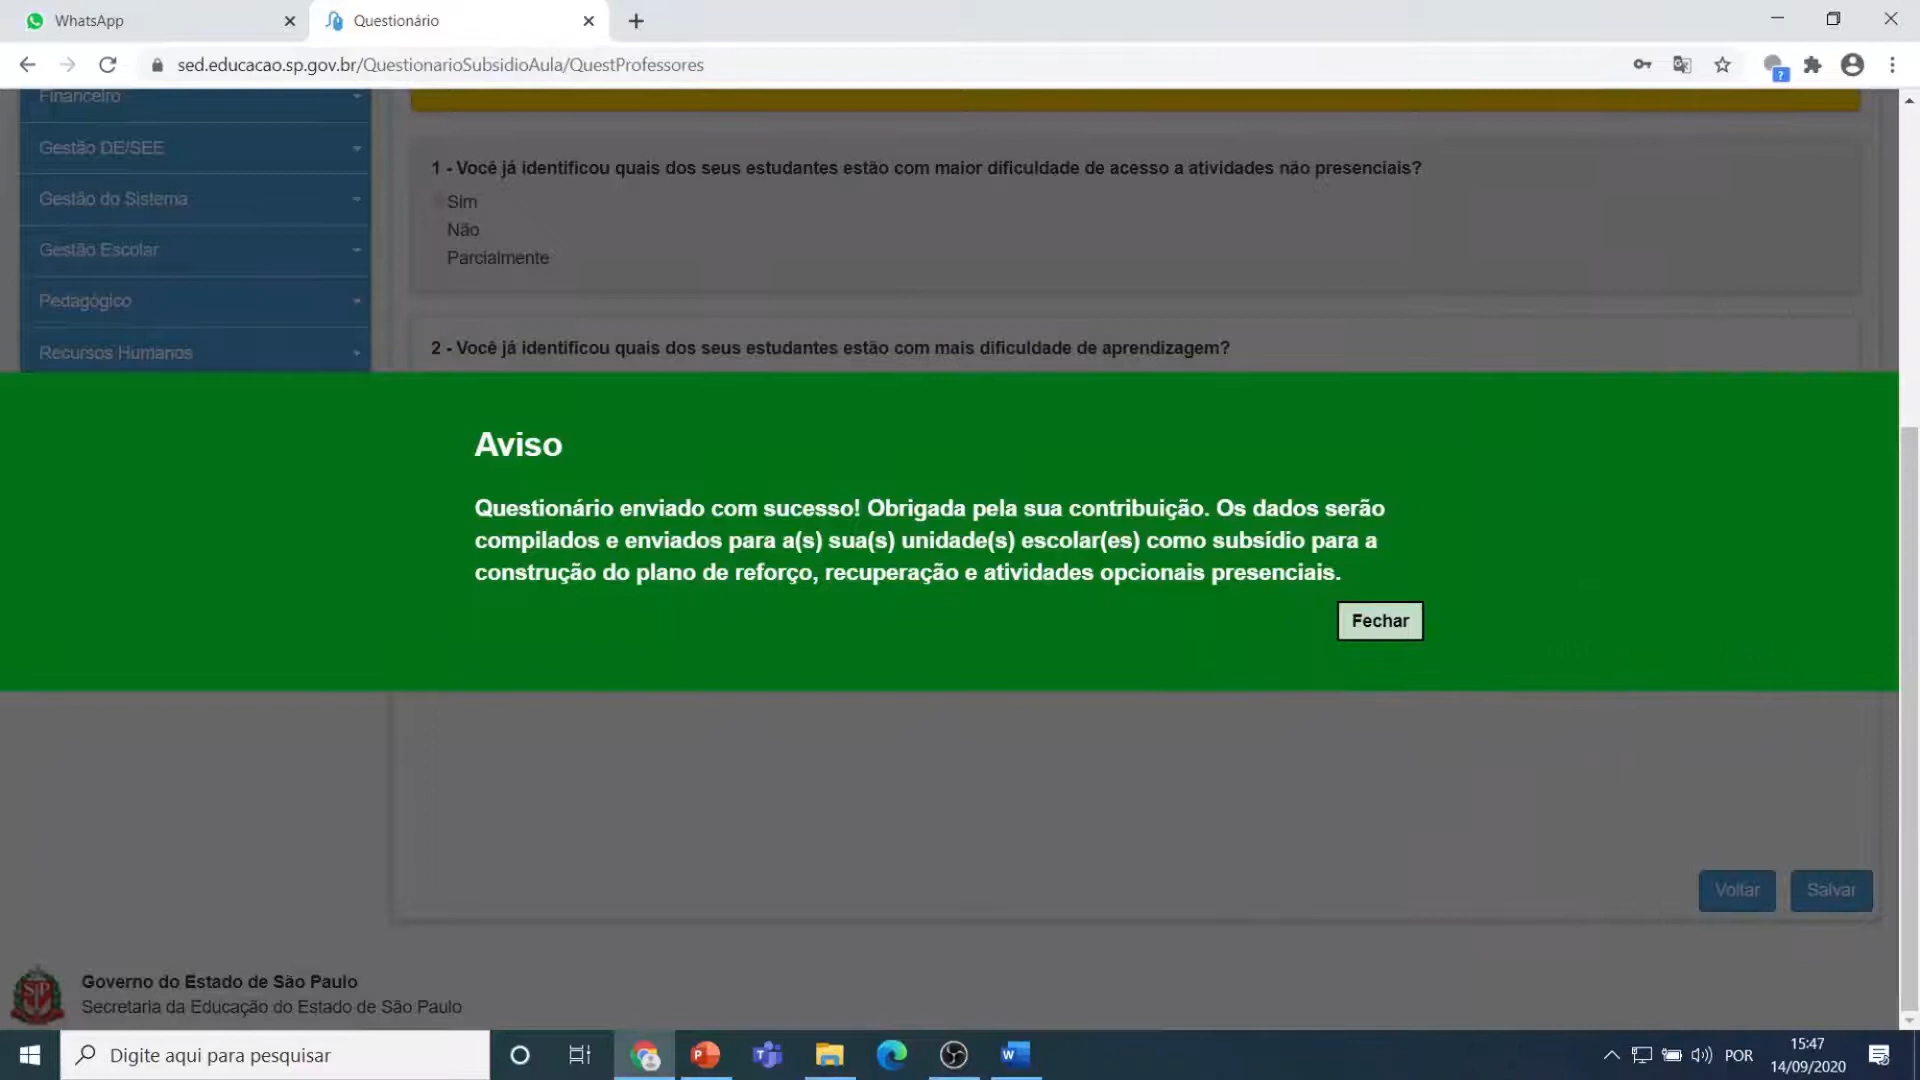 WhatsApp
Questionário
sed.educacao.sp.gov.br/QuestionarioSubsidioAula/QuestProfessores
Financeiro
Gestão DE/SEE
Gestão do Sistema
Gestão Escolar
Pedagógico
Recursos Humanos
1 - Você já identificou quais dos seus estudantes estão com maior dificuldade de acesso a atividades não presenciais?
Sim
Não
Parcialmente
2 - Você já identificou quais dos seus estudantes estão com mais dificuldade de aprendizagem?
Aviso
Questionário enviado com sucesso! Obrigada pela sua contribuição. Os dados serão
compilados e enviados para a(s) sua(s) unidade(s) escolar(es) como subsídio para a
construção do plano de reforço, recuperação e atividades opcionais presenciais.
Fechar
Voltar Salvar
Governo do Estado de São Paulo
Secretaria da Educação do Estado de São Paulo
Digite aqui para pesquisar
POR
15:47
14/09/2020